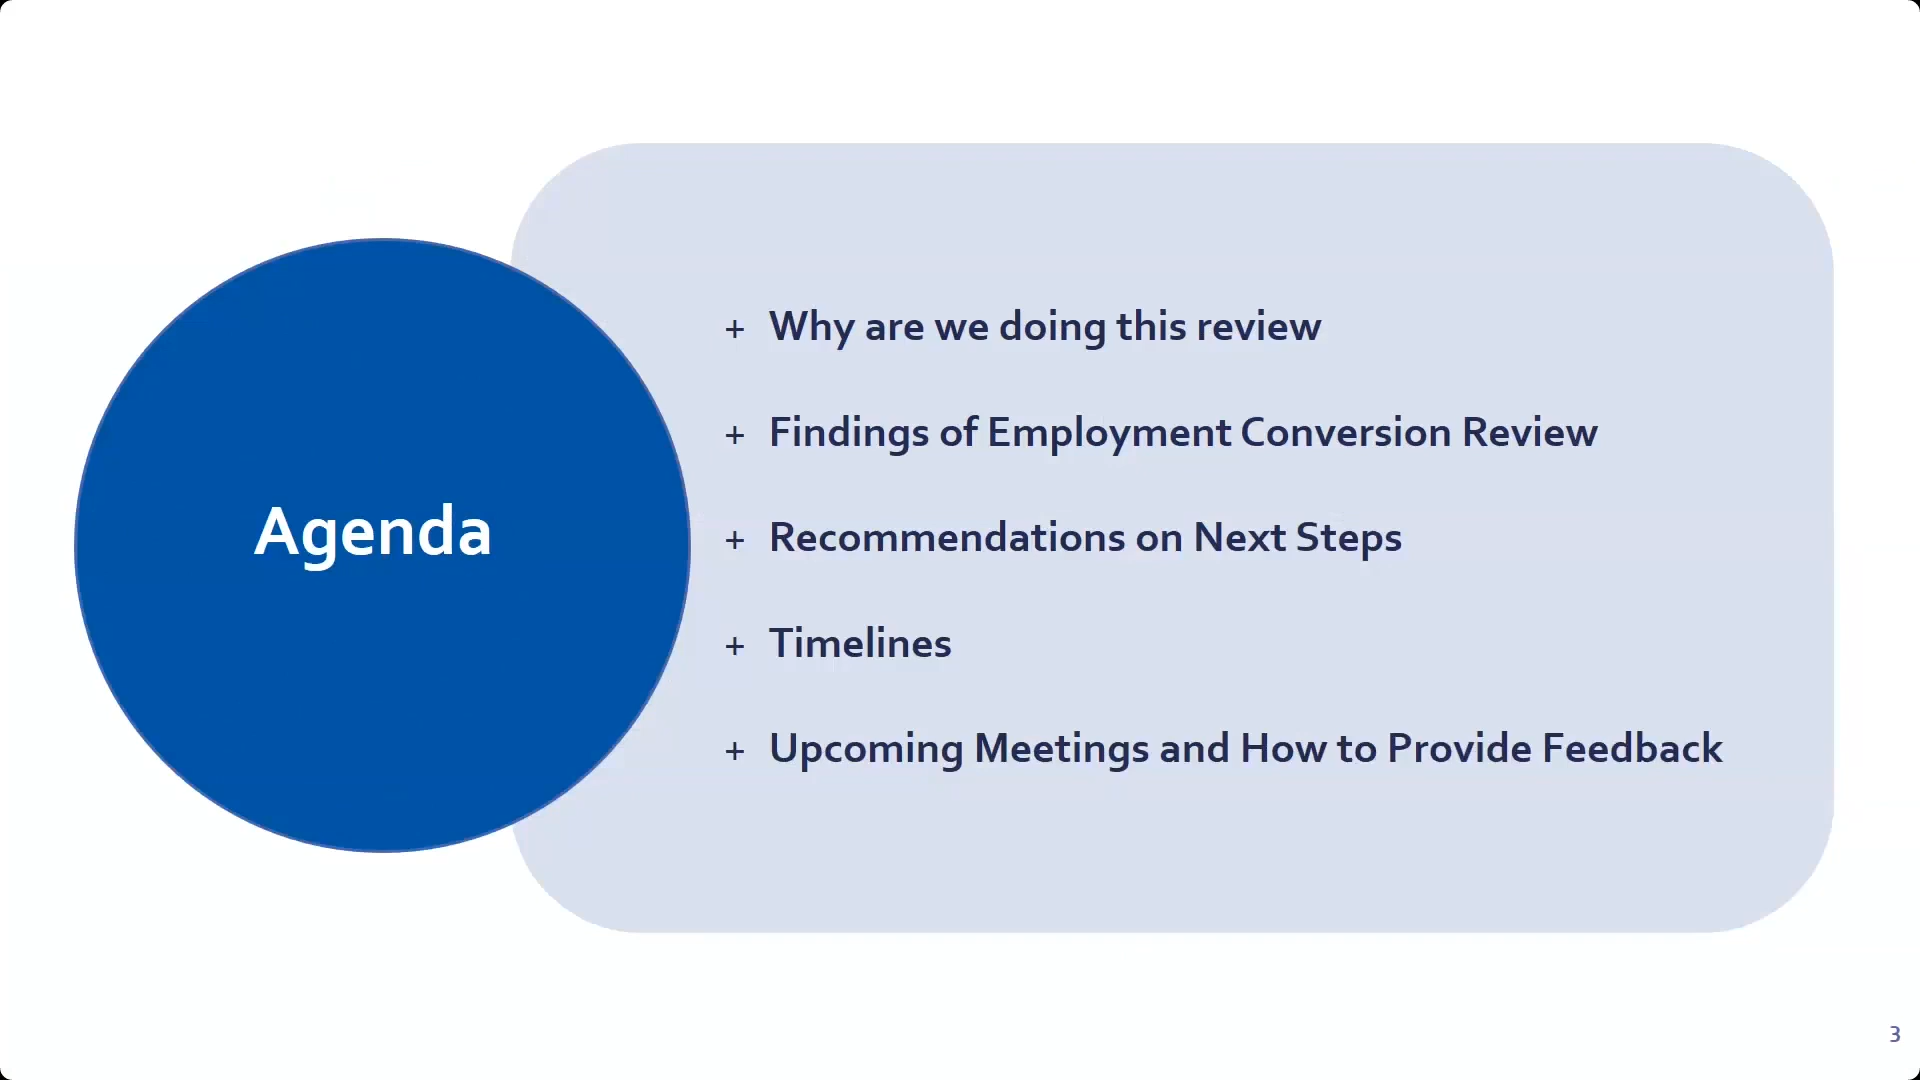 Agenda
+ Why are we doing this review
+ Findings of Employment Conversion Review
+ Recommendations on Next Steps
+ Timelines
+ Upcoming Meetings and How to Provide Feedback
3